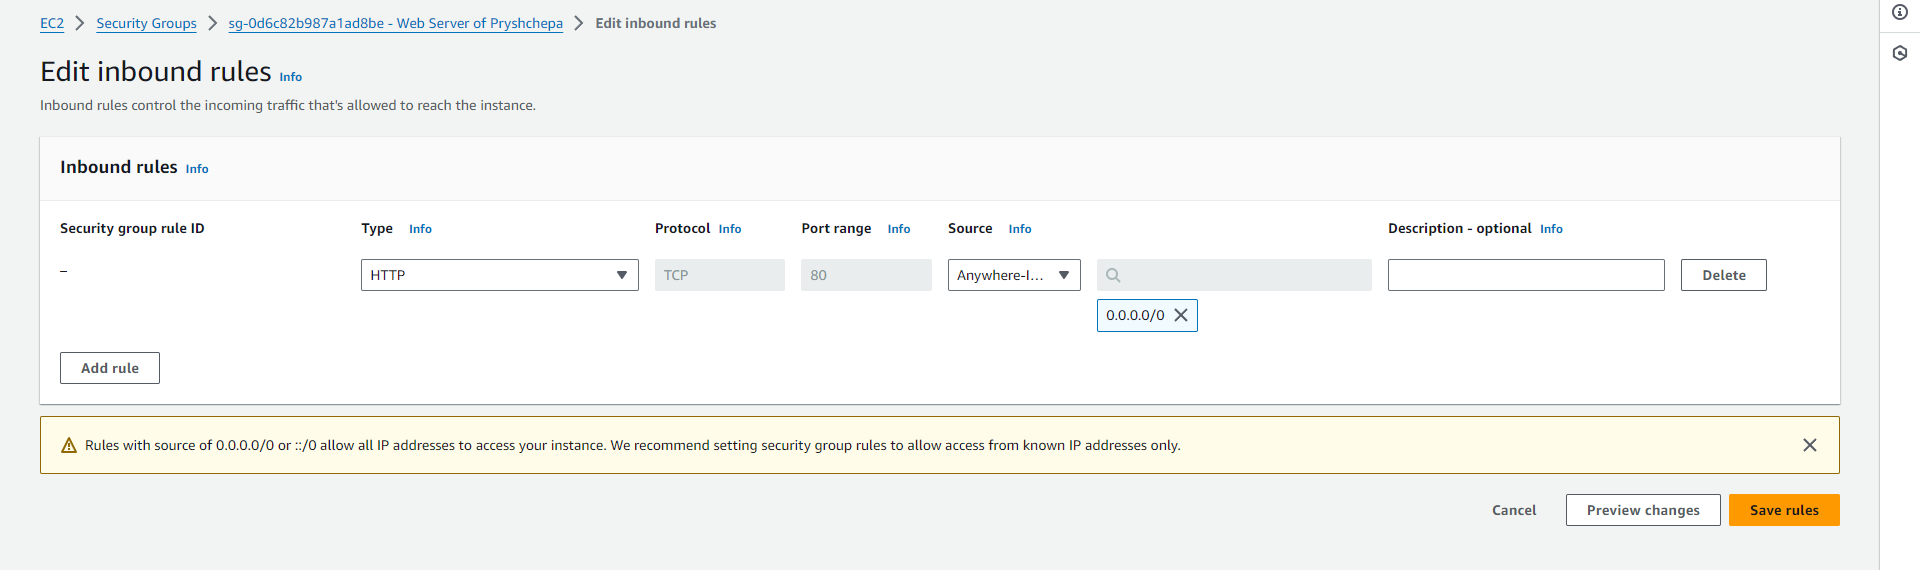 EC2 Security Groups sg-0d6c82b987a1ad8be - Web Server of Pryshchepa Edit inbound rules
Edit inbound rules Info
Inbound rules control the incoming traffic that's allowed to reach the instance.
Inbound rules Info
Security group rule ID Type Info Protocol Info Port range Info Source Info Description - optional Info
– HTTP TCP 80 Anywhere-I... Delete
0.0.0.0/0
Add rule
Rules with source of 0.0.0.0/0 or ::/0 allow all IP addresses to access your instance. We recommend setting security group rules to allow access from known IP addresses only.
Cancel Preview changes Save rules